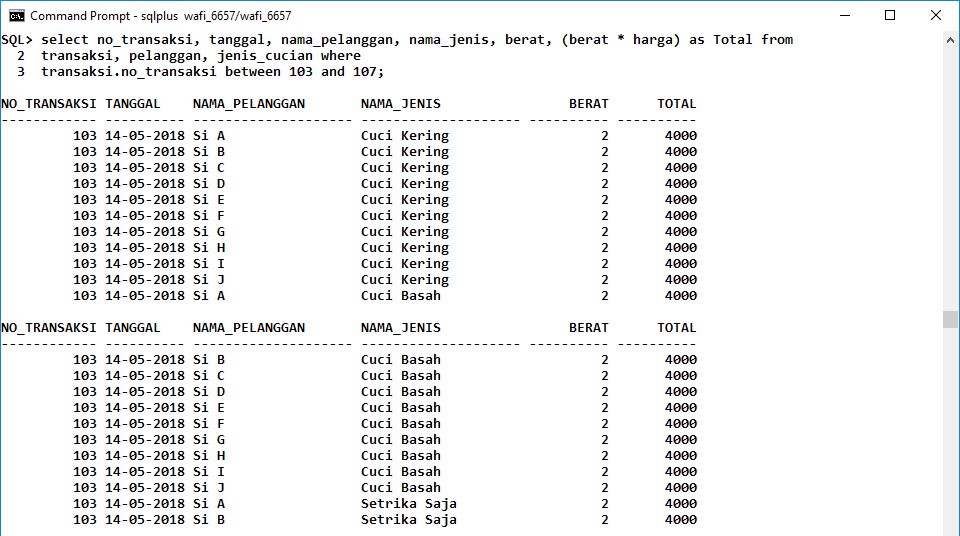 Command Prompt - sqlplus  wafi_6657/wafi_6657
SQL> select no_transaksi, tanggal, nama_pelanggan, nama_jenis, berat, (berat * harga) as Total from
  2  transaksi, pelanggan, jenis_cucian where
  3  transaksi.no_transaksi between 103 and 107;

NO_TRANSAKSI TANGGAL    NAMA_PELANGGAN       NAMA_JENIS                BERAT      TOTAL
------------ ---------- -------------------- -------------------- ---------- ----------
         103 14-05-2018 Si A                 Cuci Kering                   2       4000
         103 14-05-2018 Si B                 Cuci Kering                   2       4000
         103 14-05-2018 Si C                 Cuci Kering                   2       4000
         103 14-05-2018 Si D                 Cuci Kering                   2       4000
         103 14-05-2018 Si E                 Cuci Kering                   2       4000
         103 14-05-2018 Si F                 Cuci Kering                   2       4000
         103 14-05-2018 Si G                 Cuci Kering                   2       4000
         103 14-05-2018 Si H                 Cuci Kering                   2       4000
         103 14-05-2018 Si I                 Cuci Kering                   2       4000
         103 14-05-2018 Si J                 Cuci Kering                   2       4000
         103 14-05-2018 Si A                 Cuci Basah                    2       4000

NO_TRANSAKSI TANGGAL    NAMA_PELANGGAN       NAMA_JENIS                BERAT      TOTAL
------------ ---------- -------------------- -------------------- ---------- ----------
         103 14-05-2018 Si B                 Cuci Basah                    2       4000
         103 14-05-2018 Si C                 Cuci Basah                    2       4000
         103 14-05-2018 Si D                 Cuci Basah                    2       4000
         103 14-05-2018 Si E                 Cuci Basah                    2       4000
         103 14-05-2018 Si F                 Cuci Basah                    2       4000
         103 14-05-2018 Si G                 Cuci Basah                    2       4000
         103 14-05-2018 Si H                 Cuci Basah                    2       4000
         103 14-05-2018 Si I                 Cuci Basah                    2       4000
         103 14-05-2018 Si J                 Cuci Basah                    2       4000
         103 14-05-2018 Si A                 Setrika Saja                  2       4000
         103 14-05-2018 Si B                 Setrika Saja                  2       4000